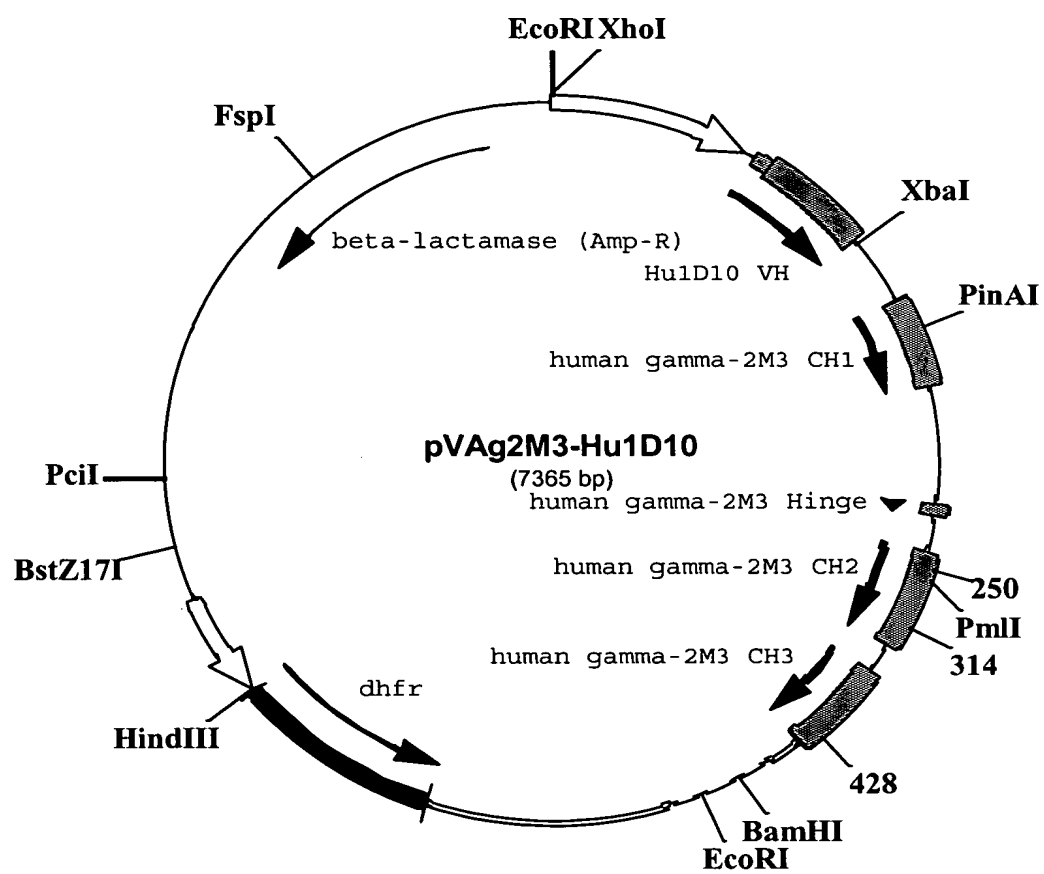 EcoRI XhoI
FspI
XbaI
beta-lactamase (Amp-R)
Hu1D10 VH
PinAI
human gamma-2M3 CH1
pVAg2M3-Hu1D10
(7365 bp)
PciI
human gamma-2M3 Hinge
BstZ17I
human gamma-2M3 CH2
250
PmlI
314
human gamma-2M3 CH3
dhfr
HindIII
428
BamHI
EcoRI